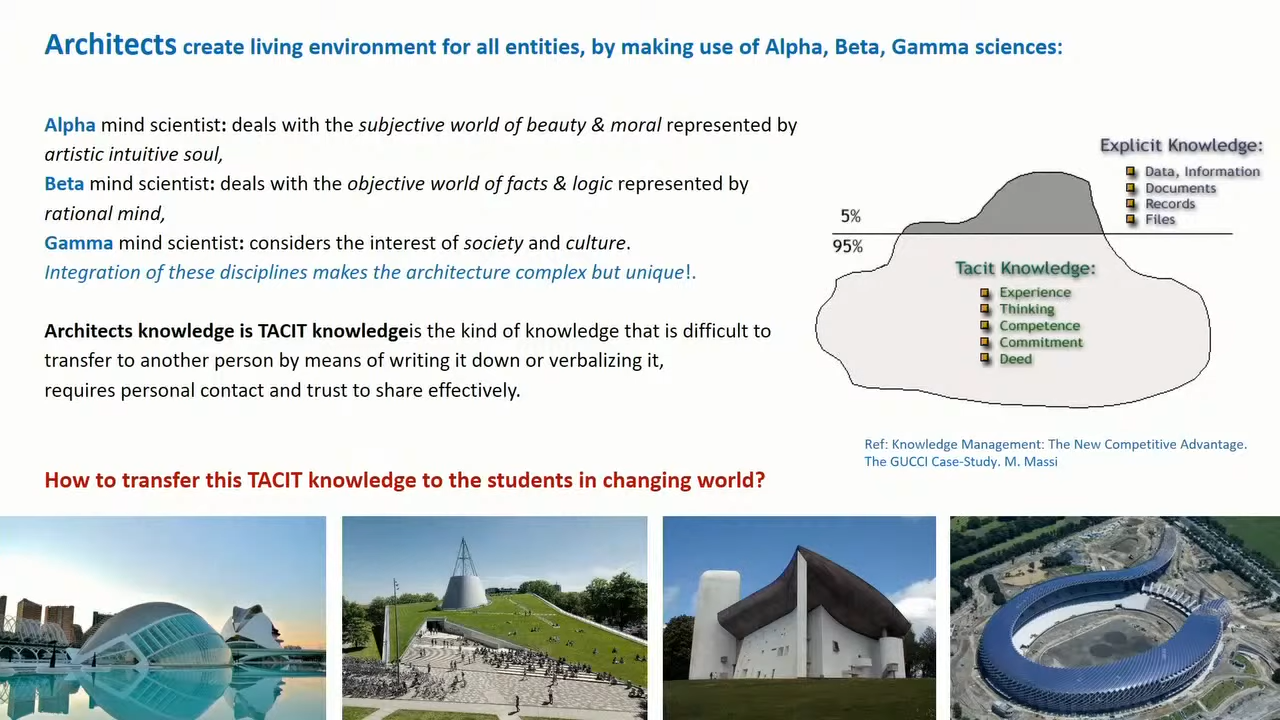 Architects create living environment for all entities, by making use of Alpha, Beta, Gamma sciences:
Alpha mind scientist: deals with the subjective world of beauty & moral represented by
artistic intuitive soul,
Beta mind scientist: deals with the objective world of facts & logic represented by
rational mind,
Gamma mind scientist: considers the interest of society and culture.
Integration of these disciplines makes the architecture complex but unique!.
Architects knowledge is TACIT knowledgeis the kind of knowledge that is difficult to
transfer to another person by means of writing it down or verbalizing it,
requires personal contact and trust to share effectively.
Explicit Knowledge:
Data, Information
Documents
Records
Files
5%
95%
Tacit Knowledge:
Experience
Thinking
Competence
Commitment
Deed
Ref: Knowledge Management: The New Competitive Advantage.
The GUCCI Case-Study. M. Massi
How to transfer this TACIT knowledge to the students in changing world?